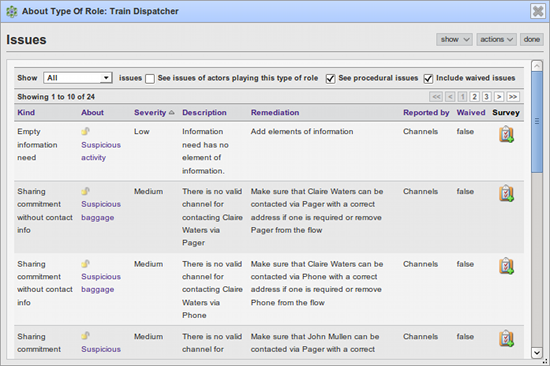 About Type Of Role: Train Dispatcher
Issues
show actions done
Show All issues See issues of actors playing this type of role See procedural issues Include waived issues
Showing 1 to 10 of 24 << < 1 2 3 > >>
Kind About Severity Description Remediation Reported by Waived Survey
Empty Low Information Add elements of information Channels false
information Suspicious need has no
need activity element of
information.
Sharing Medium There is no valid Make sure that Claire Waters can be Channels false
commitment Suspicious channel for contacted via Pager with a correct
without contact baggage contacting Claire address if one is required or remove
info Waters via Pager from the flow
Pager
Sharing Medium There is no valid Make sure that Claire Waters can be Channels false
commitment Suspicious channel for contacted via Phone with a correct
without contact baggage contacting Claire address if one is required or remove
info Waters via Phone from the flow
Phone
Sharing Medium There is no valid Make sure that John Mullen can be Channels false
commitment Suspicious channel for contacted via Pager with a correct